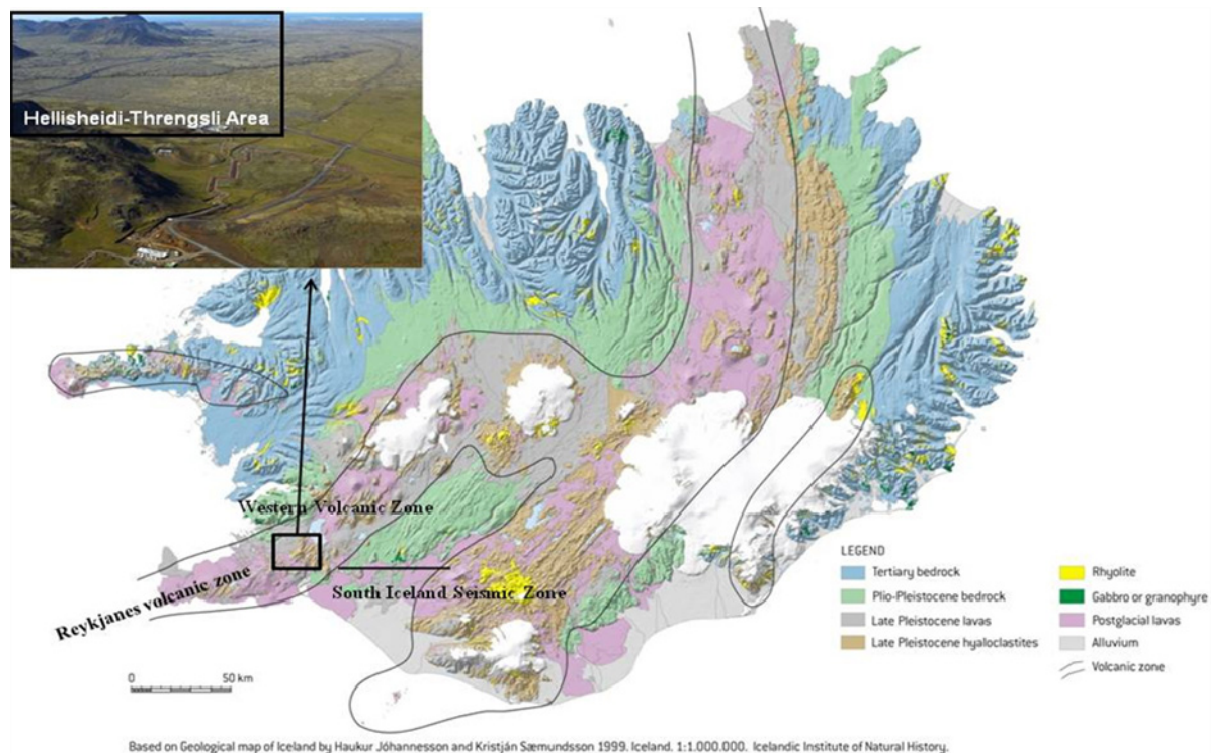 Hellisheidi-Threngsli Area
Western Volcanic Zone
Reykjanes volcanic zone
South Iceland Seismic Zone
0 50 km
LEGEND
Tertiary bedrock
Plio-Pleistocene bedrock
Late Pleistocene lavas
Late Pleistocene hyalloclastites
Rhyolite
Gabbro or granophyre
Postglacial lavas
Alluvium
Volcanic zone
Based on Geological map of Iceland by Haukur Jóhannesson and Kristján Sæmundsson 1999. Iceland. 1:1.000.000. Icelandic Institute of Natural History.